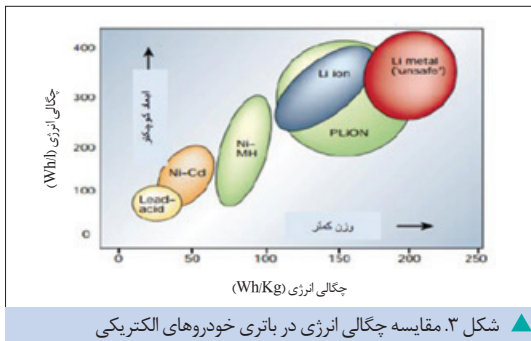 400
300
200
100
0
چگالی انرژی (Wh/l)
ابعاد کوچکتر
Lead-acid
Ni-Cd
Ni-MH
Li ion
PLiON
Li metal
('unsafe')
وزن کمتر
0
50
100
150
200
250
چگالی انرژی (Wh/Kg)
شکل ۳. مقایسه چگالی انرژی در باتری خودروهای الکتریکی